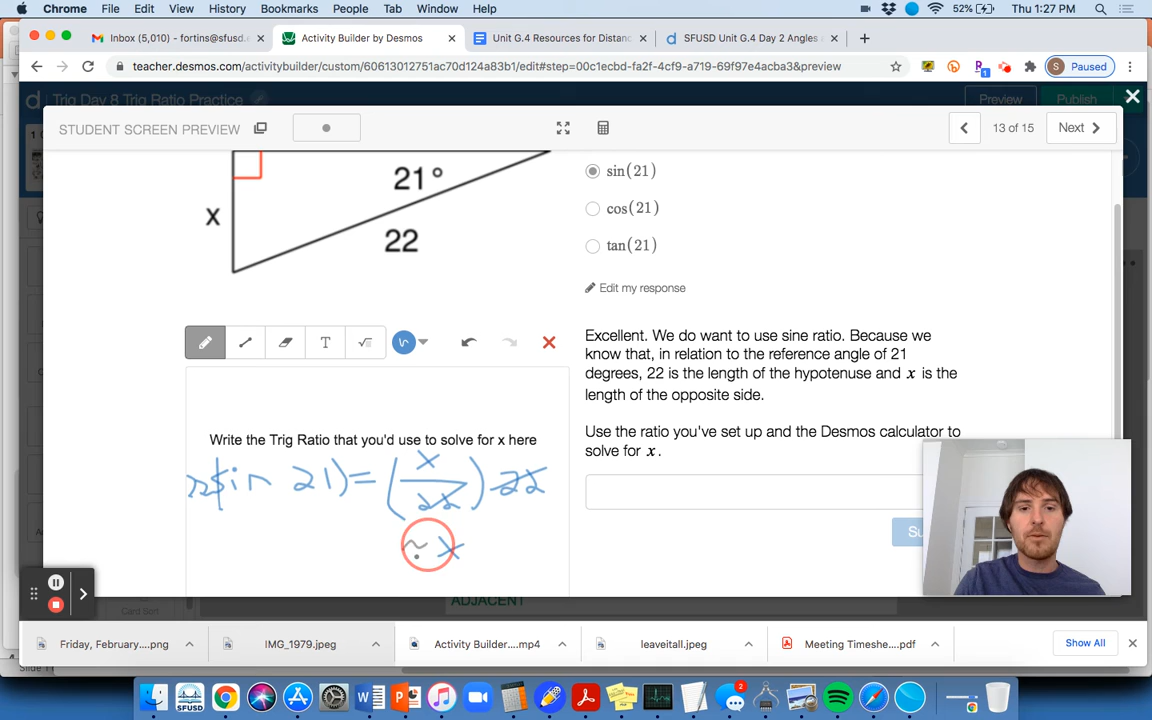 Chrome File Edit View History Bookmarks People Tab Window Help 52% Thu 1:27 PM
Inbox (5,010) - fortins@sfusd. Activity Builder by Desmos Unit G.4 Resources for Distanc SFUSD Unit G.4 Day 2 Angles
teacher.desmos.com/activitybuilder/custom/60613012751ac70d124a83b1/edit#step=00c1ecbd-fa2f-4cf9-a719-69f97e4acba3&preview S Paused
Trig Day 8 Trig Ratio Practice Preview Publish
STUDENT SCREEN PREVIEW 13 of 15 Next
21°
x
22
sin(21)
cos(21)
tan(21)
Edit my response
T
Excellent. We do want to use sine ratio. Because we
know that, in relation to the reference angle of 21
degrees, 22 is the length of the hypotenuse and x is the
length of the opposite side.
Use the ratio you've set up and the Desmos calculator to
solve for x.
Write the Trig Ratio that you'd use to solve for x here
22(sin 21)=(x/22)22
≈ x
Su
Card Sort
ADJACENT
Friday, February....png IMG_1979.jpeg Activity Builder....mp4 leaveitall.jpeg Meeting Timeshe....pdf Show All
SFUSD
2